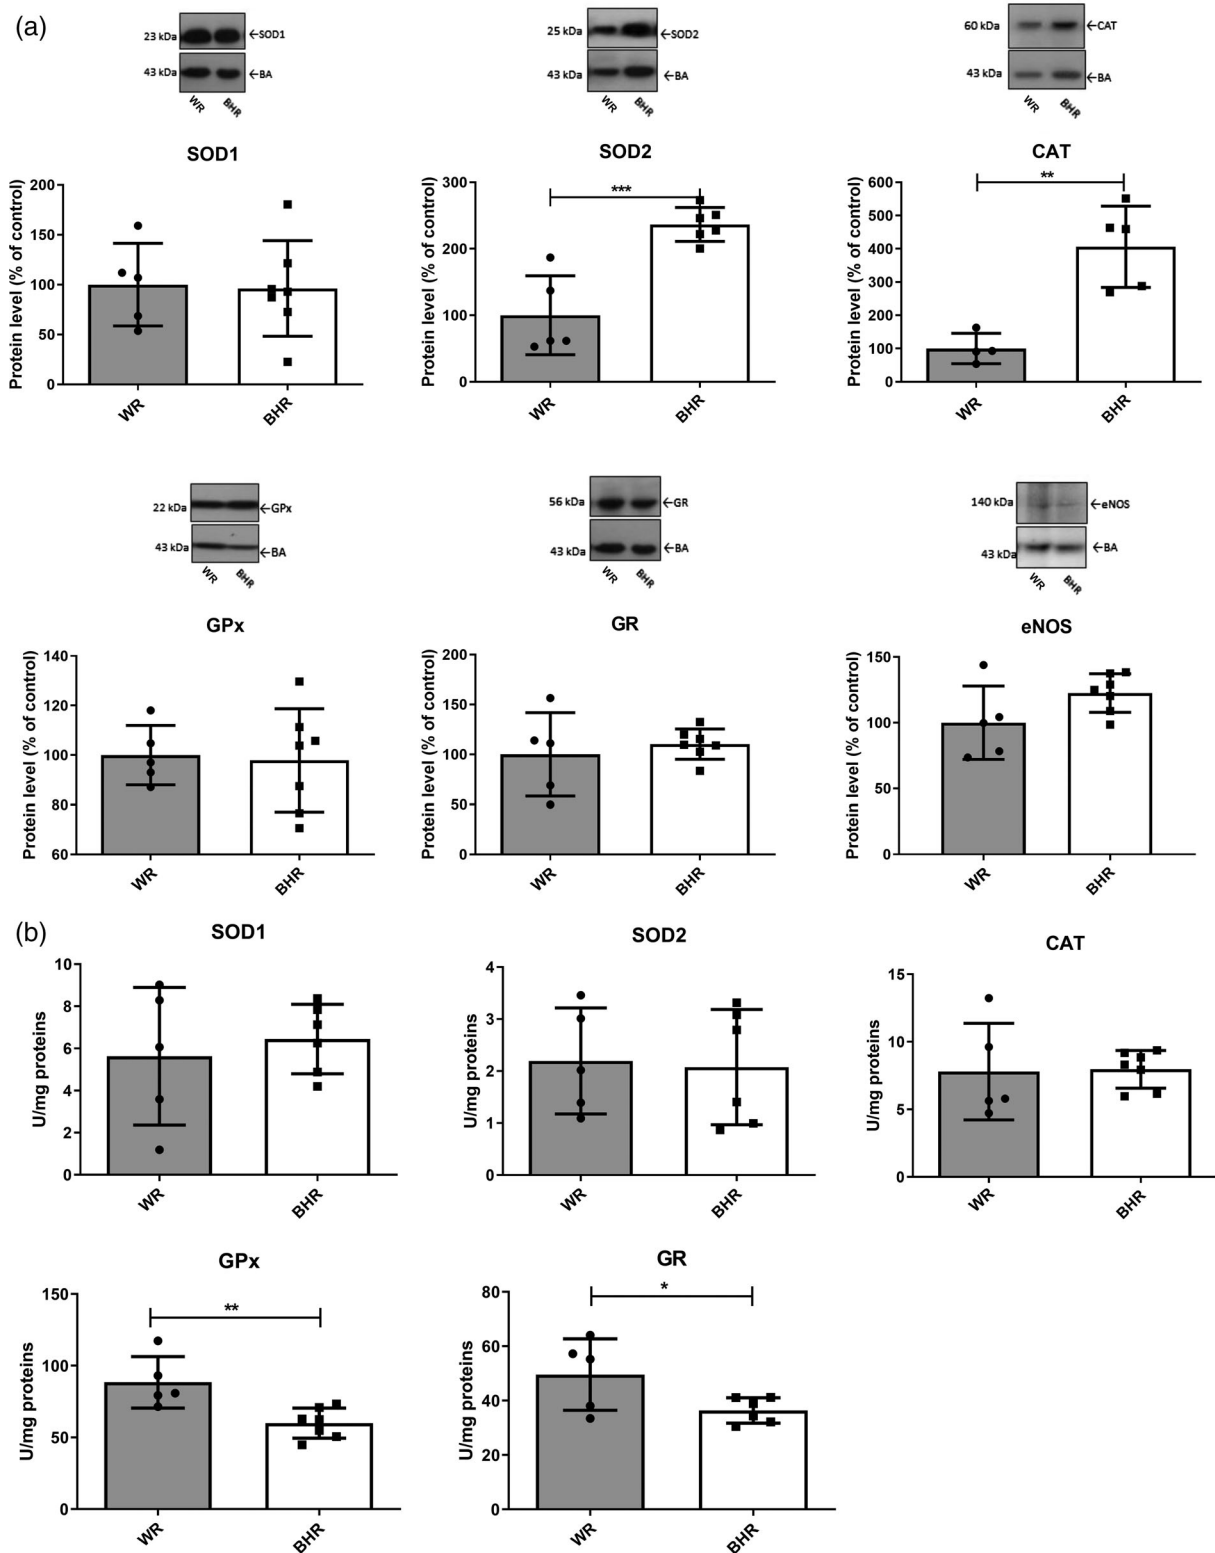 (a)
23 kDa ←SOD1
43 kDa ←BA
WR BHR
25 kDa ←SOD2
43 kDa ←BA
WR BHR
60 kDa ←CAT
43 kDa ←BA
WR BHR
SOD1
Protein level (% of control)
200
150
100
50
0
WR BHR
SOD2
Protein level (% of control)
300
200
100
0
***
WR BHR
CAT
Protein level (% of control)
600
500
400
300
200
100
0
**
WR BHR
22 kDa ←GPx
43 kDa ←BA
WR BHR
56 kDa ←GR
43 kDa ←BA
WR BHR
140 kDa ←eNOS
43 kDa ←BA
WR BHR
GPx
Protein level (% of control)
140
120
100
80
60
WR BHR
GR
Protein level (% of control)
200
150
100
50
0
WR BHR
eNOS
Protein level (% of control)
150
100
50
0
WR BHR
(b)
SOD1
U/mg proteins
10
8
6
4
2
0
WR BHR
SOD2
U/mg proteins
4
3
2
1
0
WR BHR
CAT
U/mg proteins
15
10
5
0
WR BHR
GPx
U/mg proteins
150
100
50
0
**
WR BHR
GR
U/mg proteins
80
60
40
20
0
*
WR BHR